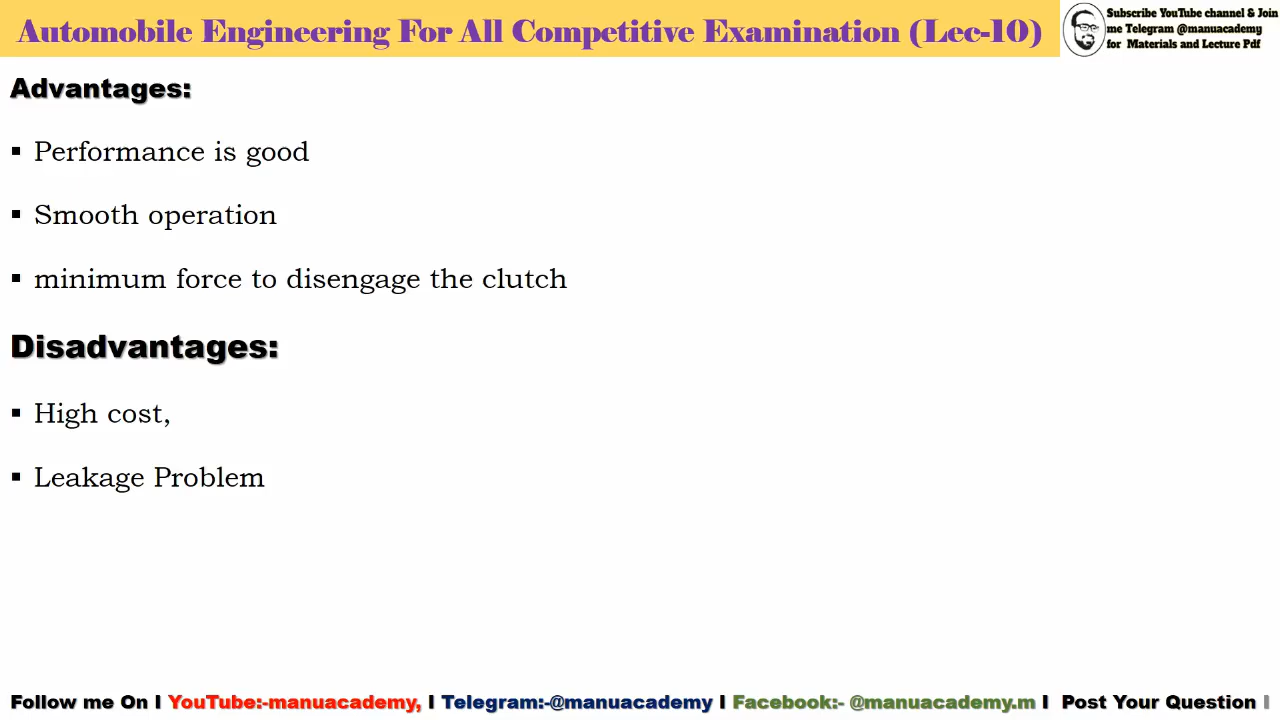 Automobile Engineering For All Competitive Examination (Lec-10)
Subscribe YouTube channel & Join
me Telegram @manuacademy
for Materials and Lecture Pdf
Advantages:
▪ Performance is good
▪ Smooth operation
▪ minimum force to disengage the clutch
Disadvantages:
▪ High cost,
▪ Leakage Problem
Follow me On I YouTube:-manuacademy, I Telegram:-@manuacademy I Facebook:- @manuacademy.m I Post Your Question I